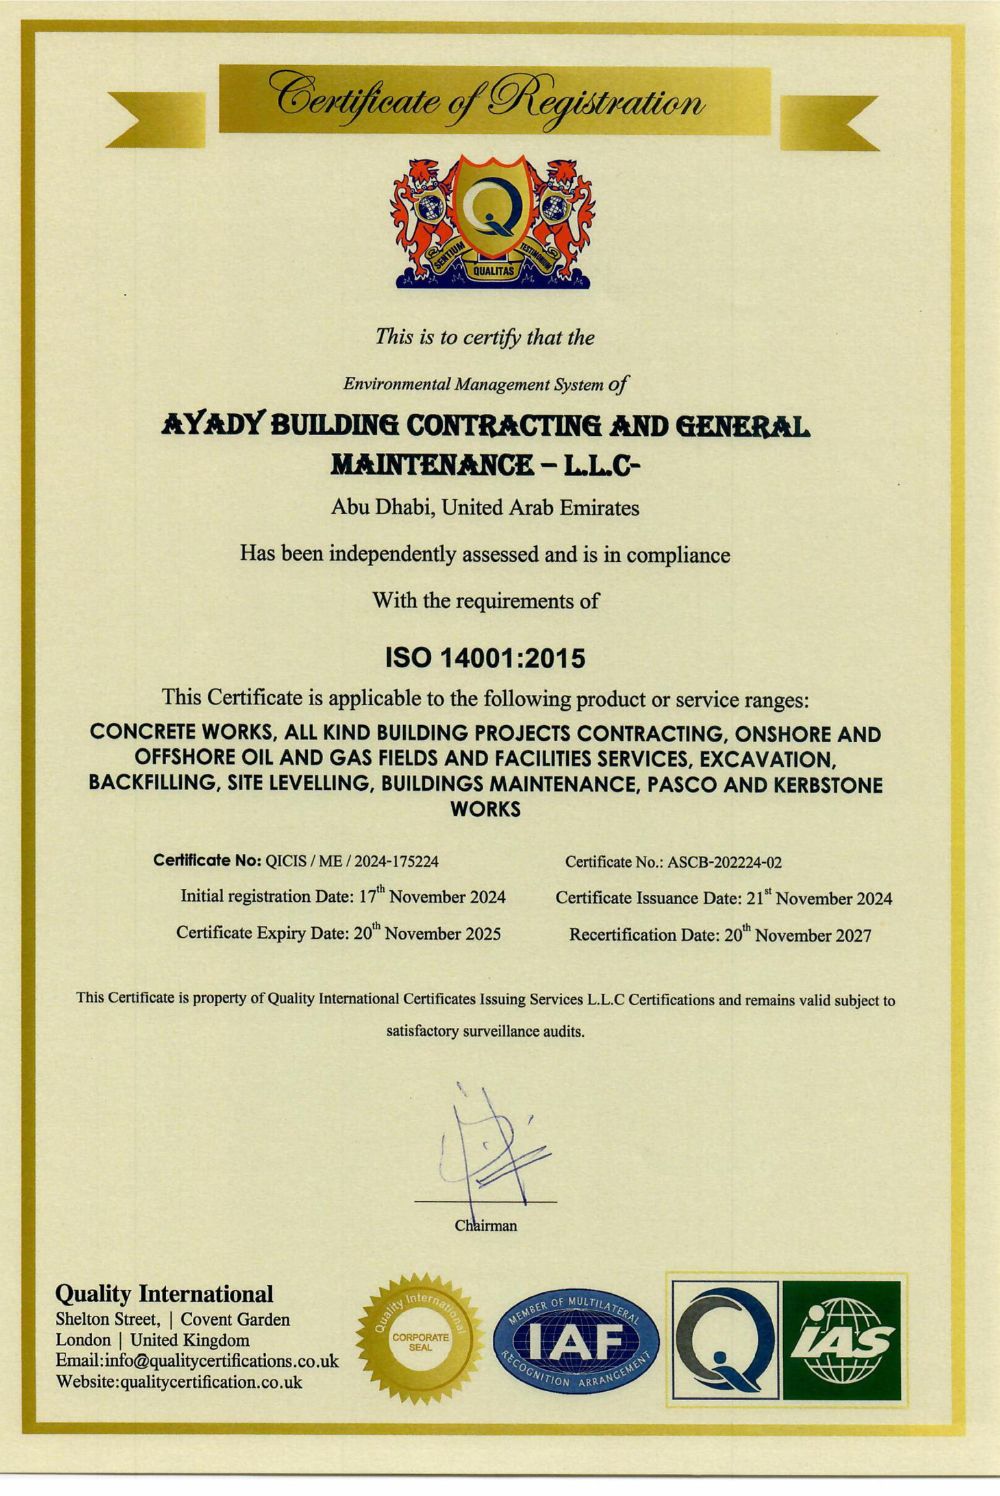 Certificate of Registration
Q
SENTIUM
QUALITAS
TESTIMONIUM
This is to certify that the
Environmental Management System of
AYADY BUILDING CONTRACTING AND GENERAL
MAINTENANCE – L.L.C-
Abu Dhabi, United Arab Emirates
Has been independently assessed and is in compliance
With the requirements of
ISO 14001:2015
This Certificate is applicable to the following product or service ranges:
CONCRETE WORKS, ALL KIND BUILDING PROJECTS CONTRACTING, ONSHORE AND
OFFSHORE OIL AND GAS FIELDS AND FACILITIES SERVICES, EXCAVATION,
BACKFILLING, SITE LEVELLING, BUILDINGS MAINTENANCE, PASCO AND KERBSTONE
WORKS
Certificate No: QICIS / ME / 2024-175224
Certificate No.: ASCB-202224-02
Initial registration Date: 17th November 2024
Certificate Issuance Date: 21st November 2024
Certificate Expiry Date: 20th November 2025
Recertification Date: 20th November 2027
This Certificate is property of Quality International Certificates Issuing Services L.L.C Certifications and remains valid subject to
satisfactory surveillance audits.
Chairman
Quality International
Shelton Street, | Covent Garden
London | United Kingdom
Email:info@qualitycertifications.co.uk
Website:qualitycertification.co.uk
Quality International
CORPORATE
SEAL
MEMBER OF MULTILATERAL
IAF
RECOGNITION ARRANGEMENT
Q
iAS